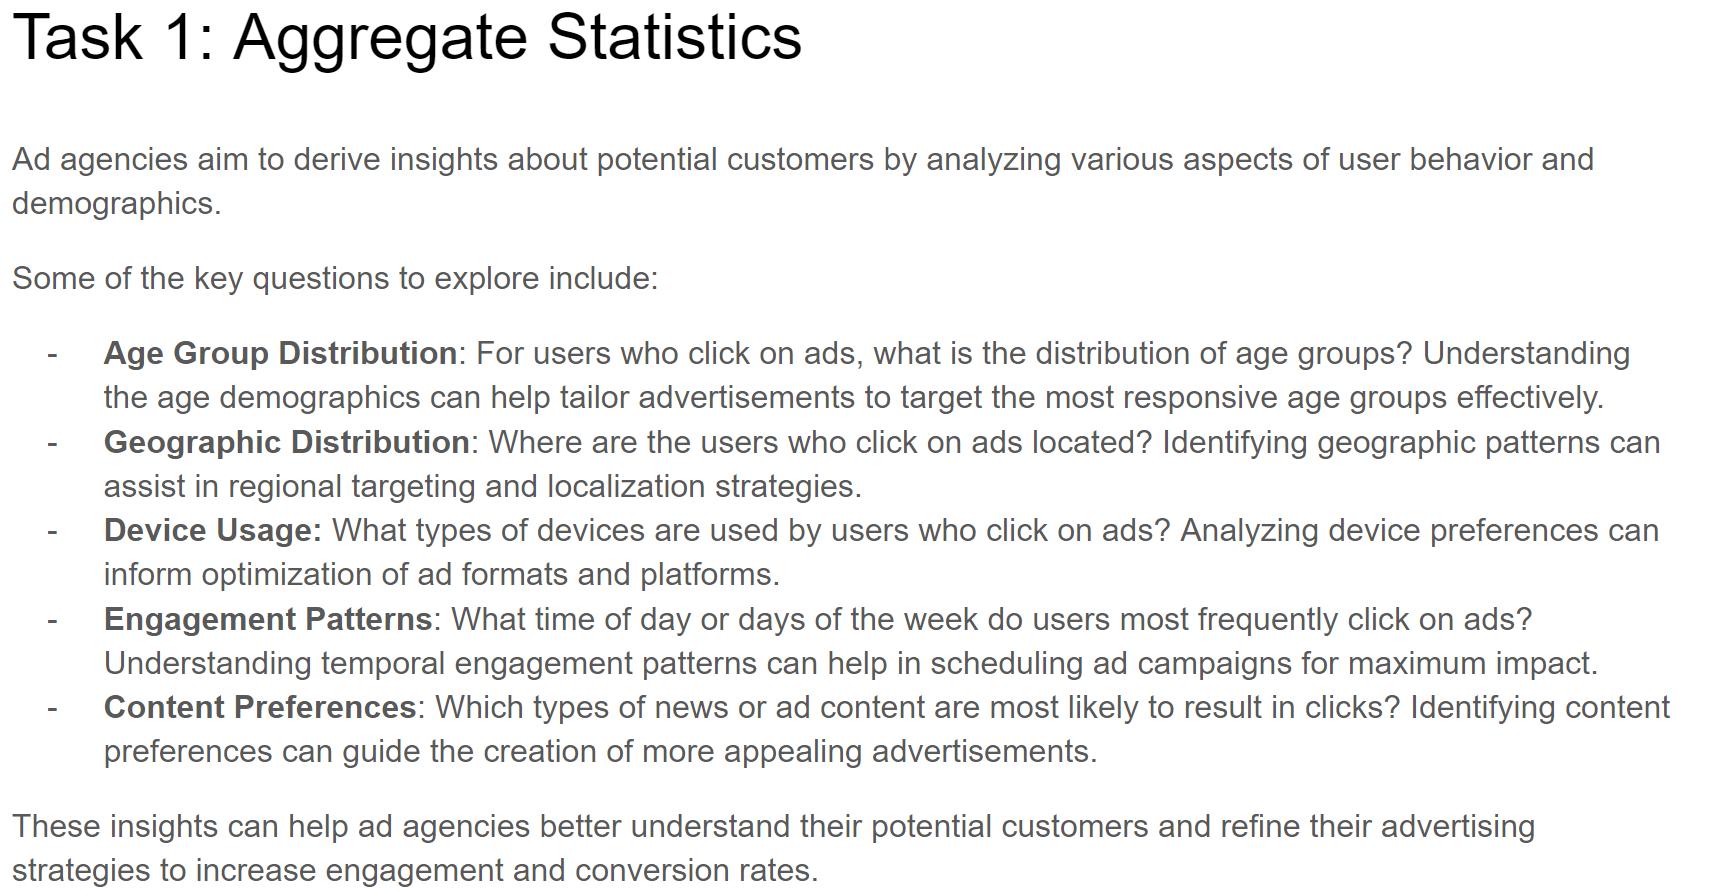 Task 1: Aggregate Statistics
Ad agencies aim to derive insights about potential customers by analyzing various aspects of user behavior and
demographics.
Some of the key questions to explore include:
- Age Group Distribution: For users who click on ads, what is the distribution of age groups? Understanding
the age demographics can help tailor advertisements to target the most responsive age groups effectively.
- Geographic Distribution: Where are the users who click on ads located? Identifying geographic patterns can
assist in regional targeting and localization strategies.
- Device Usage: What types of devices are used by users who click on ads? Analyzing device preferences can
inform optimization of ad formats and platforms.
- Engagement Patterns: What time of day or days of the week do users most frequently click on ads?
Understanding temporal engagement patterns can help in scheduling ad campaigns for maximum impact.
- Content Preferences: Which types of news or ad content are most likely to result in clicks? Identifying content
preferences can guide the creation of more appealing advertisements.
These insights can help ad agencies better understand their potential customers and refine their advertising
strategies to increase engagement and conversion rates.